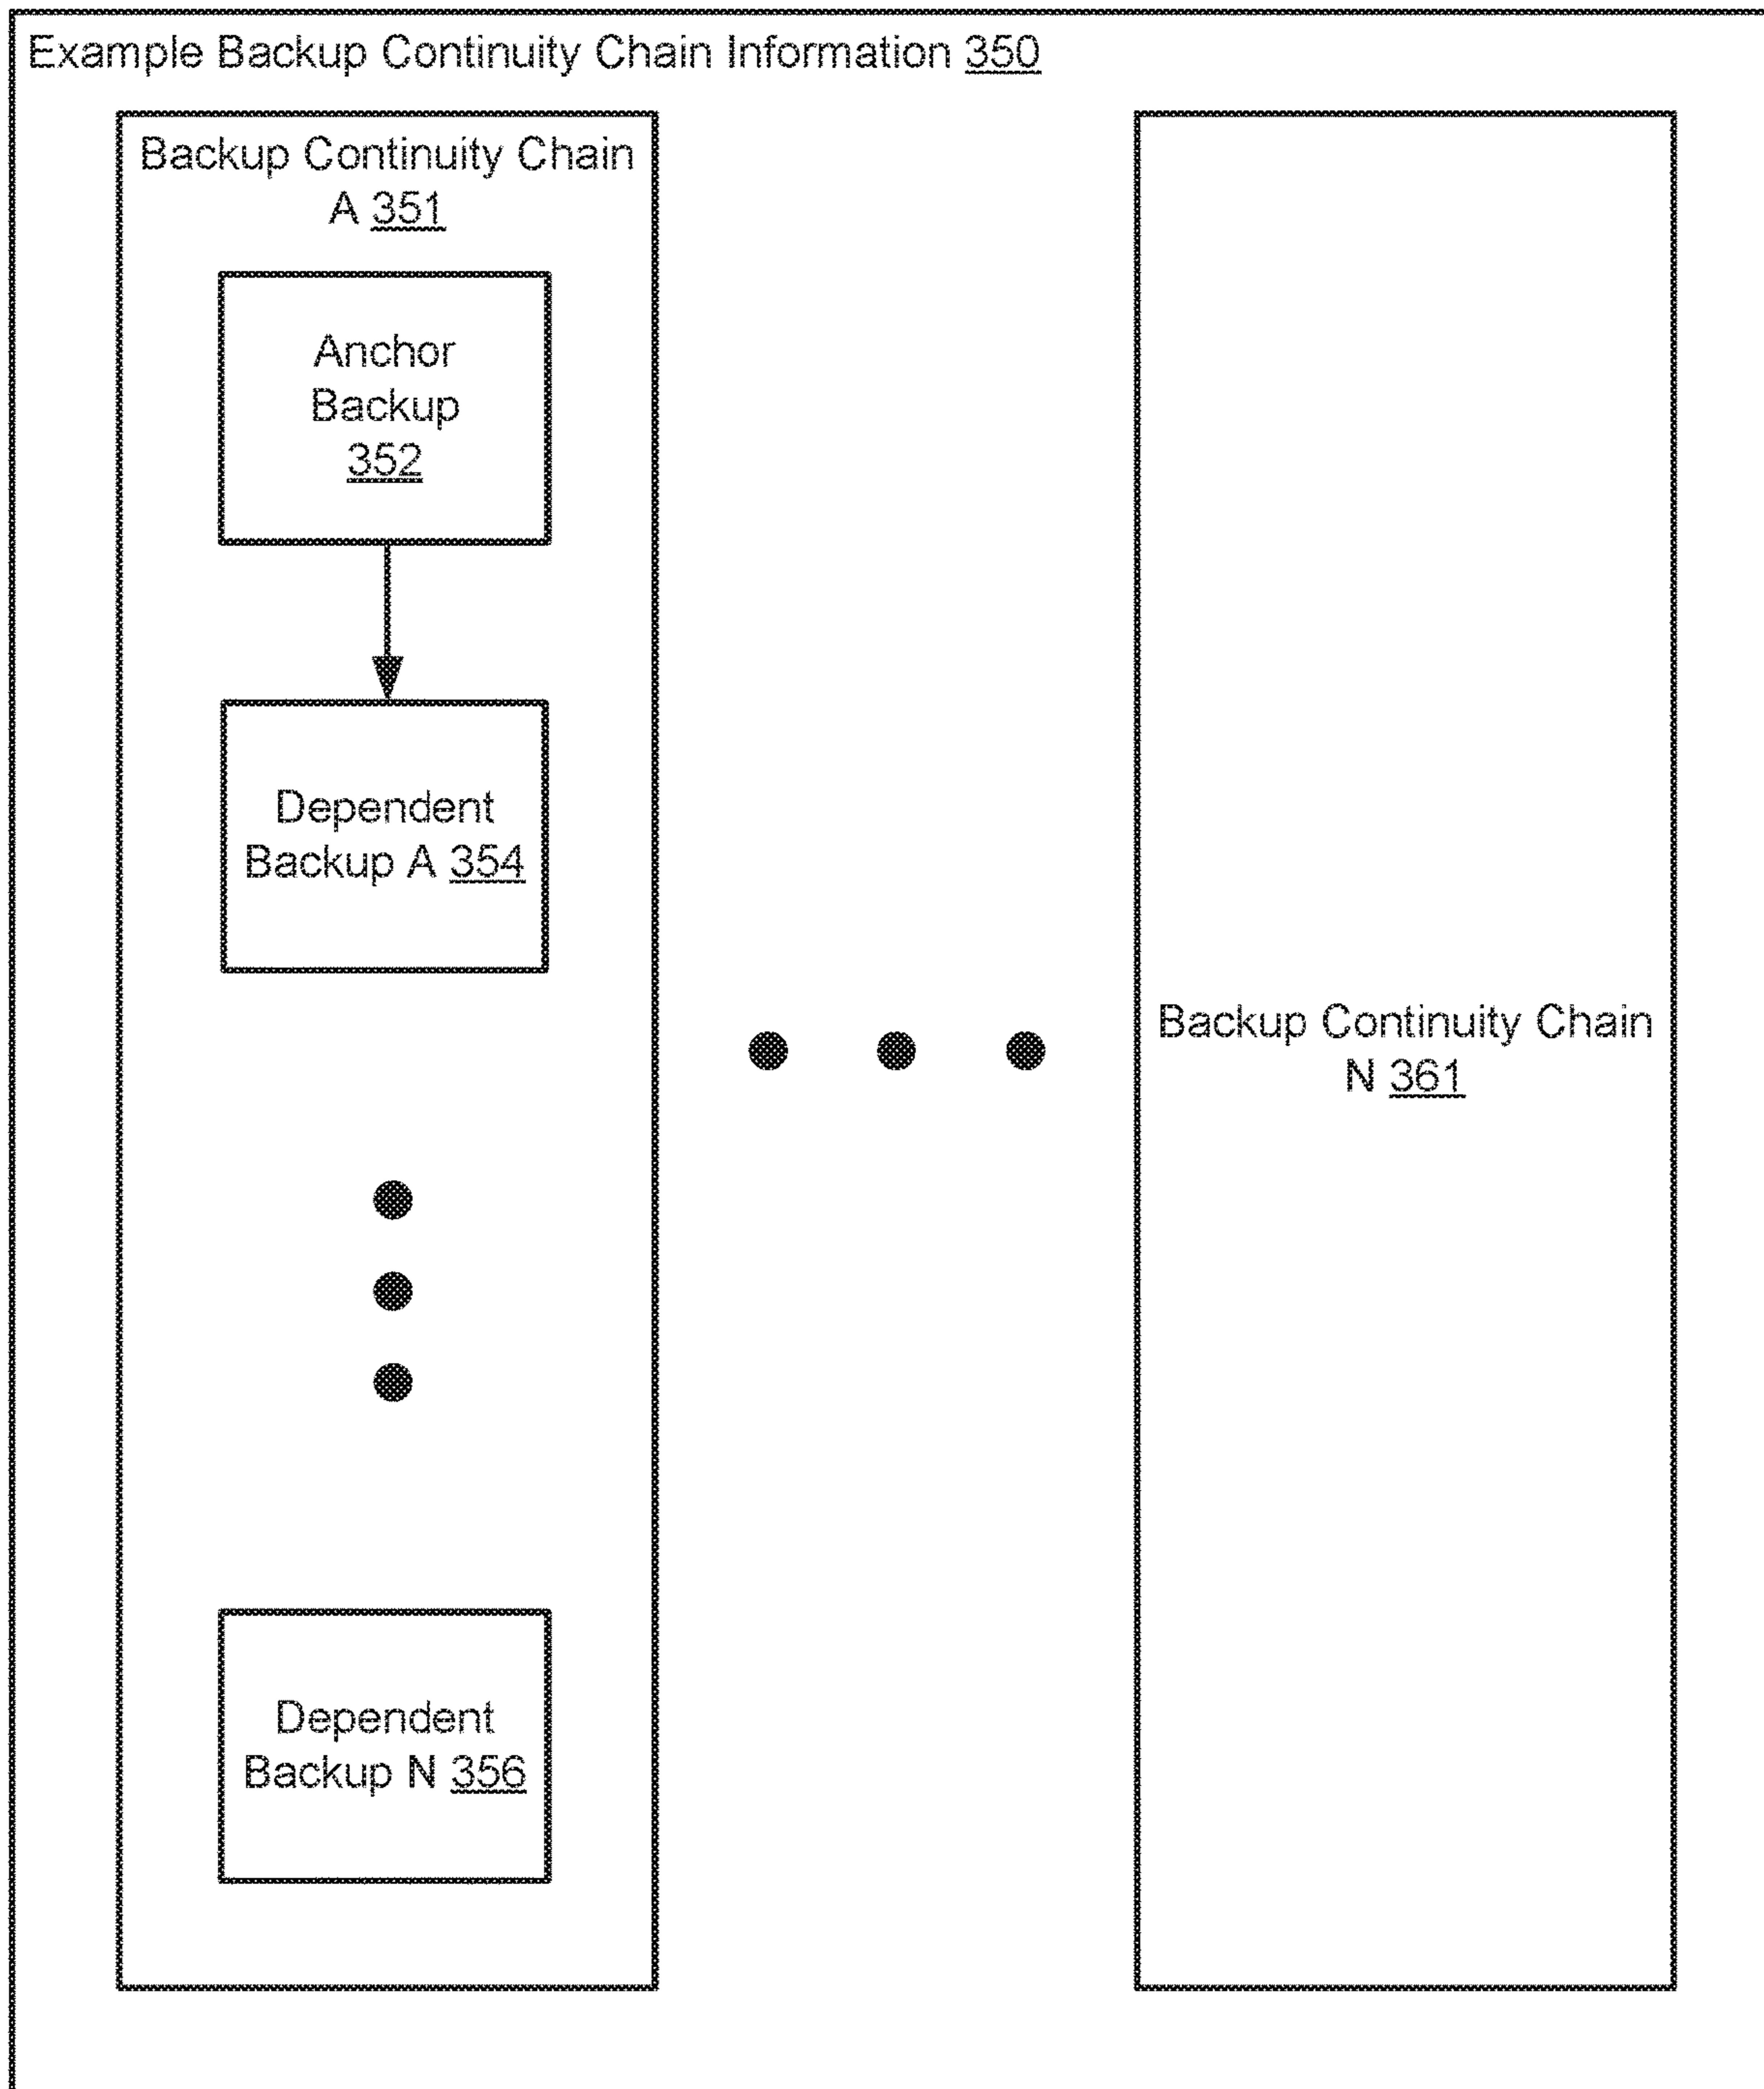 Example Backup Continuity Chain Information 350
Backup Continuity Chain
A 351
Anchor
Backup
352
Dependent
Backup A 354
Backup Continuity Chain
N 361
Dependent
Backup N 356